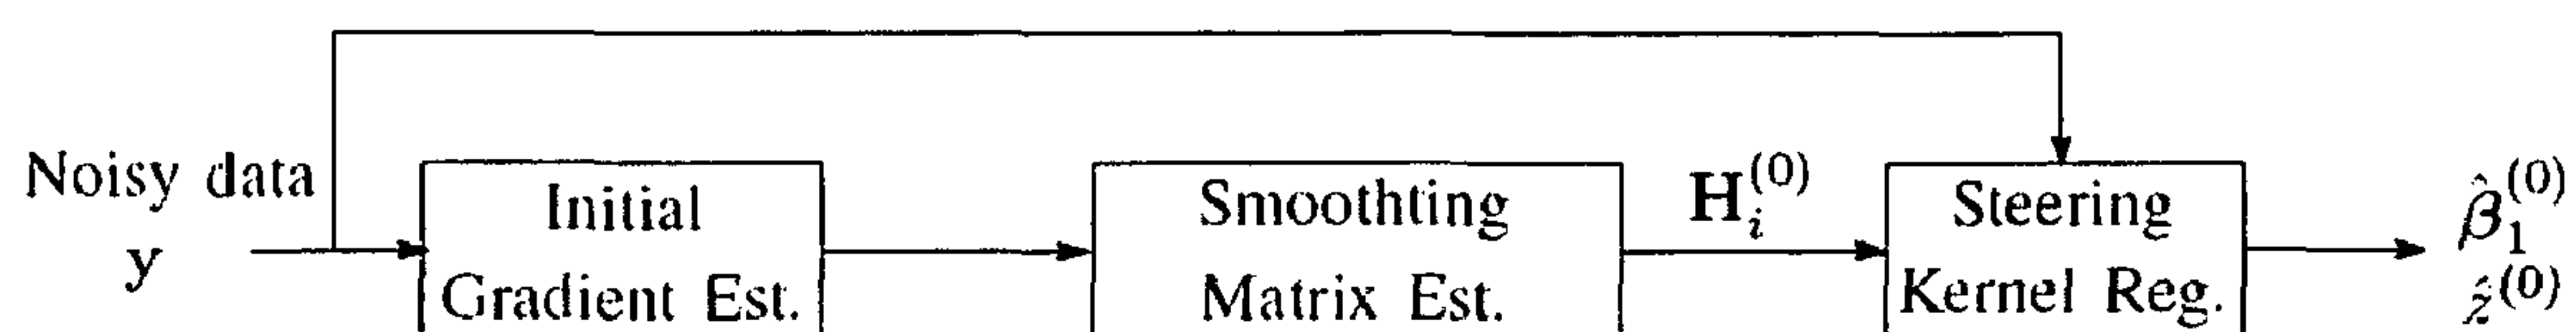 Noisy data
y
Initial
Gradient Est.
Smoothting
Matrix Est.
H_i^(0)
Steering
Kernel Reg.
β̂_1^(0)
ẑ^(0)